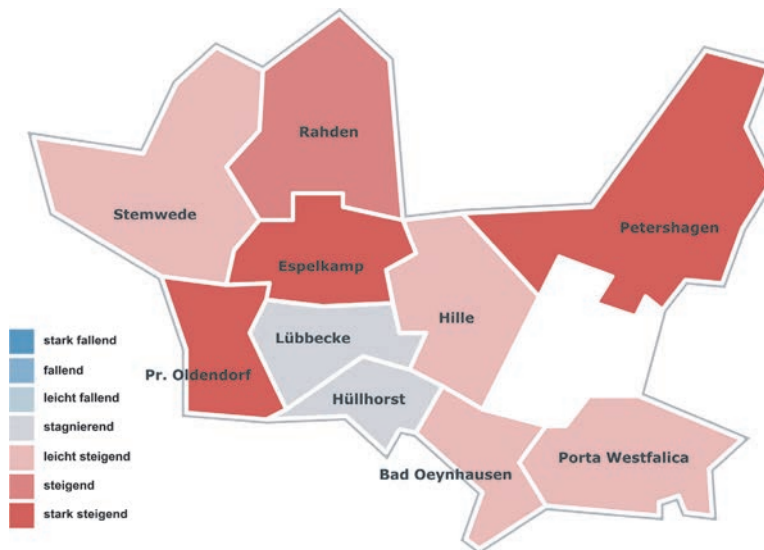 Rahden
Stemwede
Petershagen
Espelkamp
Hille
Lübbecke
Pr. Oldendorf
Hüllhorst
Porta Westfalica
Bad Oeynhausen
stark fallend
fallend
leicht fallend
stagnierend
leicht steigend
steigend
stark steigend